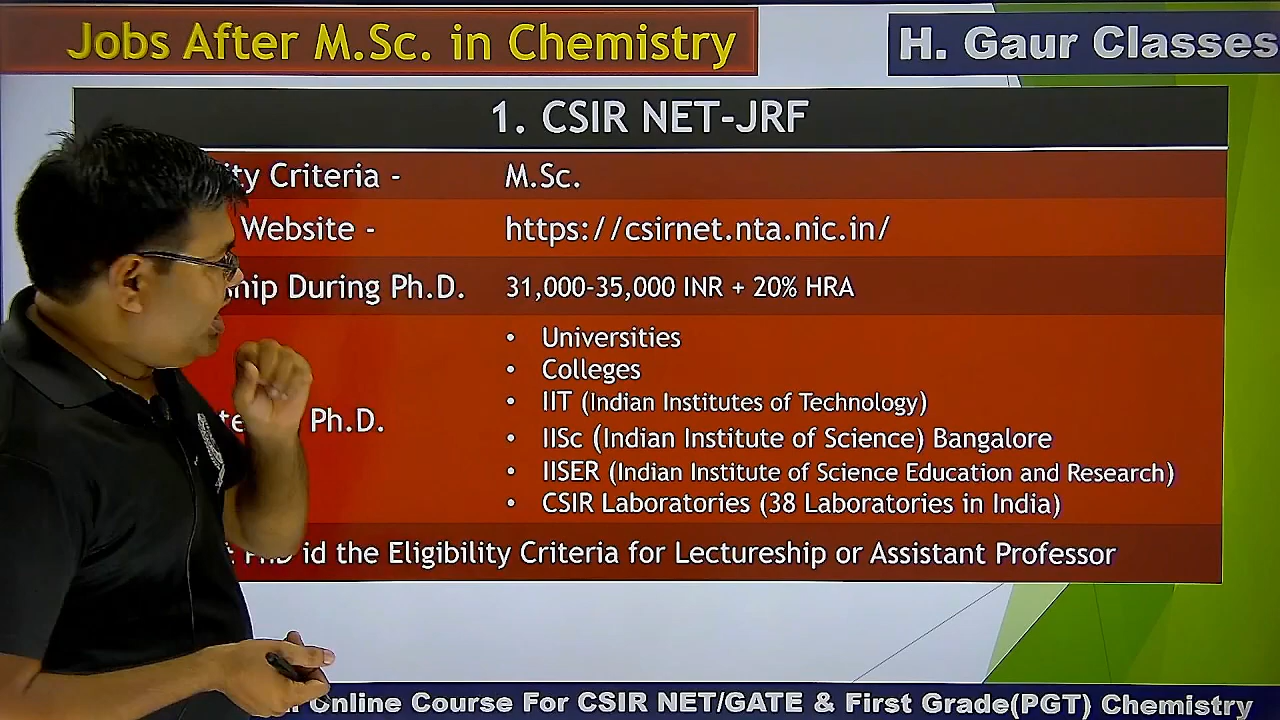 Jobs After M.Sc. in Chemistry
H. Gaur Classes
1. CSIR NET-JRF
Criteria - M.Sc.
Website - https://csirnet.nta.nic.in/
During Ph.D. 31,000-35,000 INR + 20% HRA
Ph.D.
• Universities
• Colleges
• IIT (Indian Institutes of Technology)
• IISc (Indian Institute of Science) Bangalore
• IISER (Indian Institute of Science Education and Research)
• CSIR Laboratories (38 Laboratories in India)
PhD id the Eligibility Criteria for Lectureship or Assistant Professor
Online Course For CSIR NET/GATE & First Grade(PGT) Chemistry